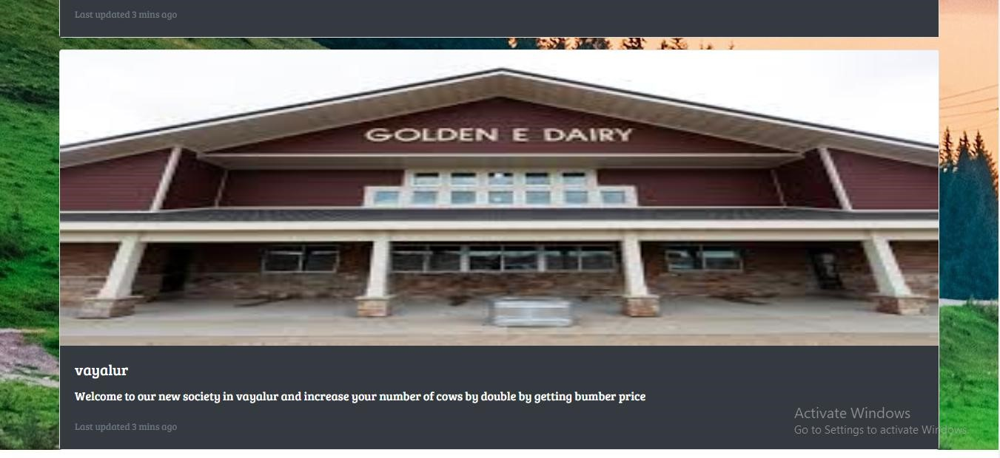 Last updated 3 mins ago
GOLDEN E DAIRY
vayalur
Welcome to our new society in vayalur and increase your number of cows by double by getting bumber price
Last updated 3 mins ago
Activate Windows
Go to Settings to activate Windows.